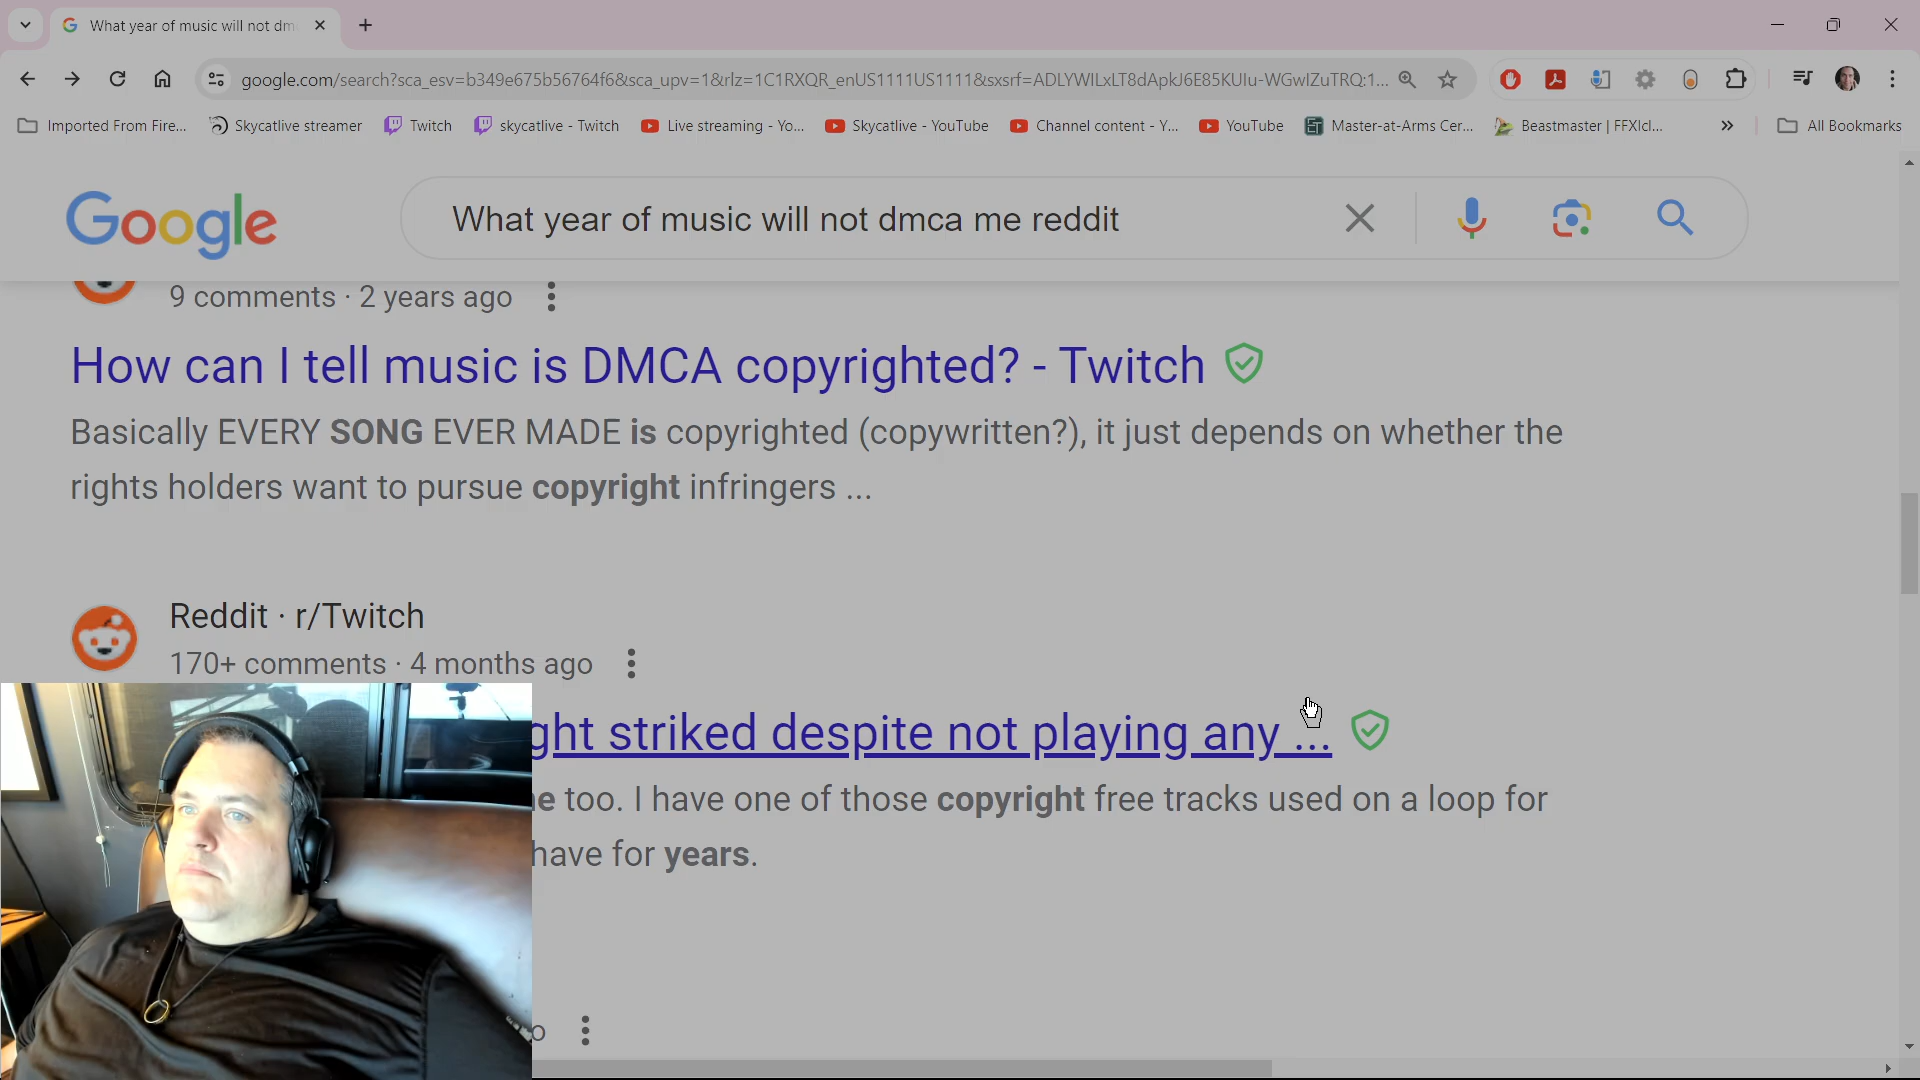 What year of music will not dm
google.com/search?sca_esv=b349e675b56764f6&sca_upv=1&rlz=1C1RXQR_enUS1111US1111&sxsrf=ADLYWILxLT8dApkJ6E85KUIu-WGwIZuTRQ:1...
Imported From Fire... Skycatlive streamer Twitch skycatlive - Twitch Live streaming - Yo... Skycatlive - YouTube Channel content - Y... YouTube Master-at-Arms Cer... Beastmaster | FFXIcl... » All Bookmarks
Google What year of music will not dmca me reddit
9 comments · 2 years ago
How can I tell music is DMCA copyrighted? - Twitch
Basically EVERY SONG EVER MADE is copyrighted (copywritten?), it just depends on whether the
rights holders want to pursue copyright infringers ...
Reddit · r/Twitch
170+ comments · 4 months ago
ght striked despite not playing any ...
e too. I have one of those copyright free tracks used on a loop for
have for years.
o